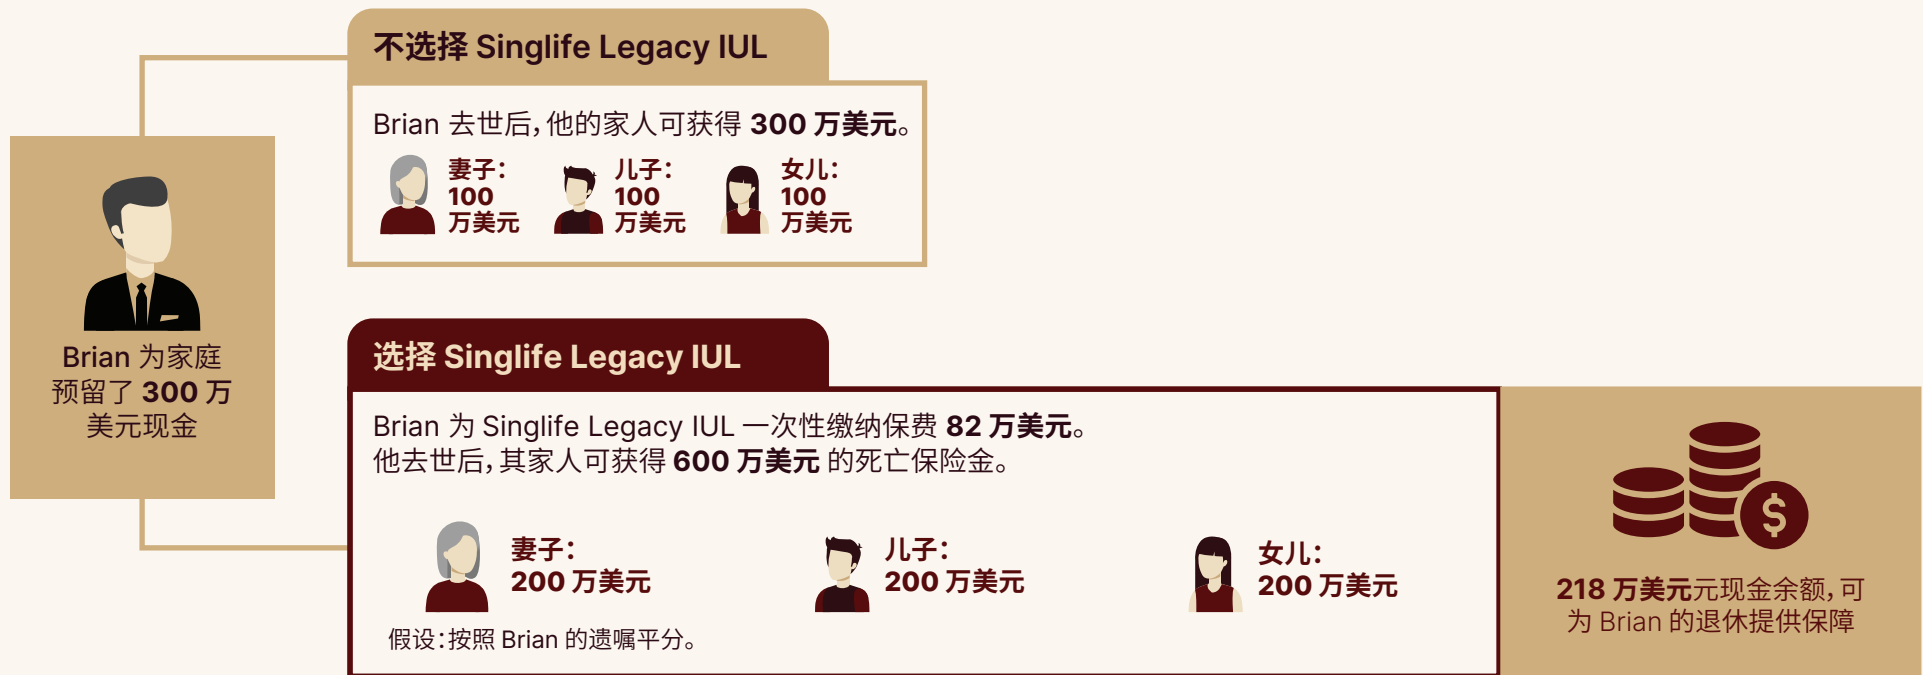 不选择 Singlife Legacy IUL
Brian 去世后，他的家人可获得 300 万美元。
妻子：
100
万美元
儿子：
100
万美元
女儿：
100
万美元
Brian 为家庭
预留了 300 万
美元现金
选择 Singlife Legacy IUL
Brian 为 Singlife Legacy IUL 一次性缴纳保费 82 万美元。
他去世后，其家人可获得 600 万美元 的死亡保险金。
妻子：
200 万美元
儿子：
200 万美元
女儿：
200 万美元
假设：按照 Brian 的遗嘱平分。
$
218 万美元元现金余额，可
为 Brian 的退休提供保障